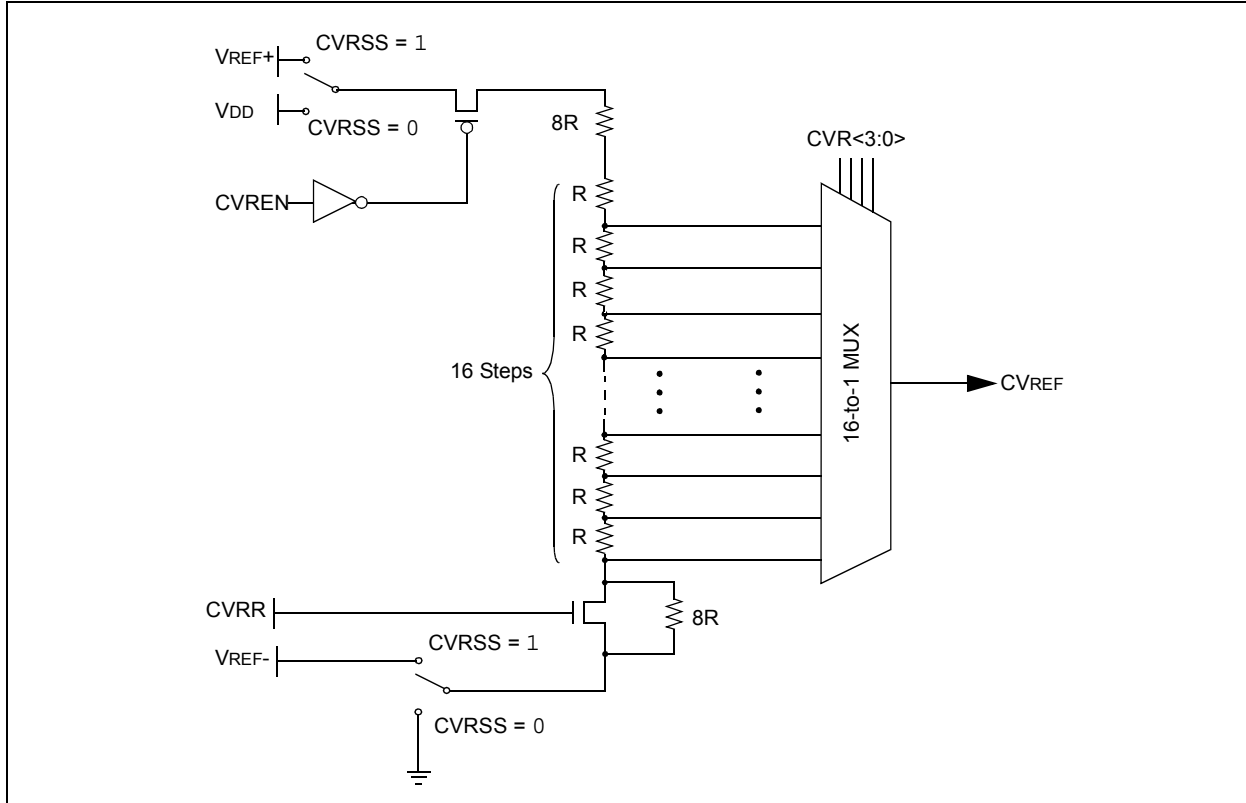 VREF+
CVRSS = 1
VDD
CVRSS = 0
8R
CVR<3:0>
CVREN
R
R
R
R
16 Steps
16-to-1 MUX
CVREF
R
R
R
CVRR
8R
VREF-
CVRSS = 1
CVRSS = 0